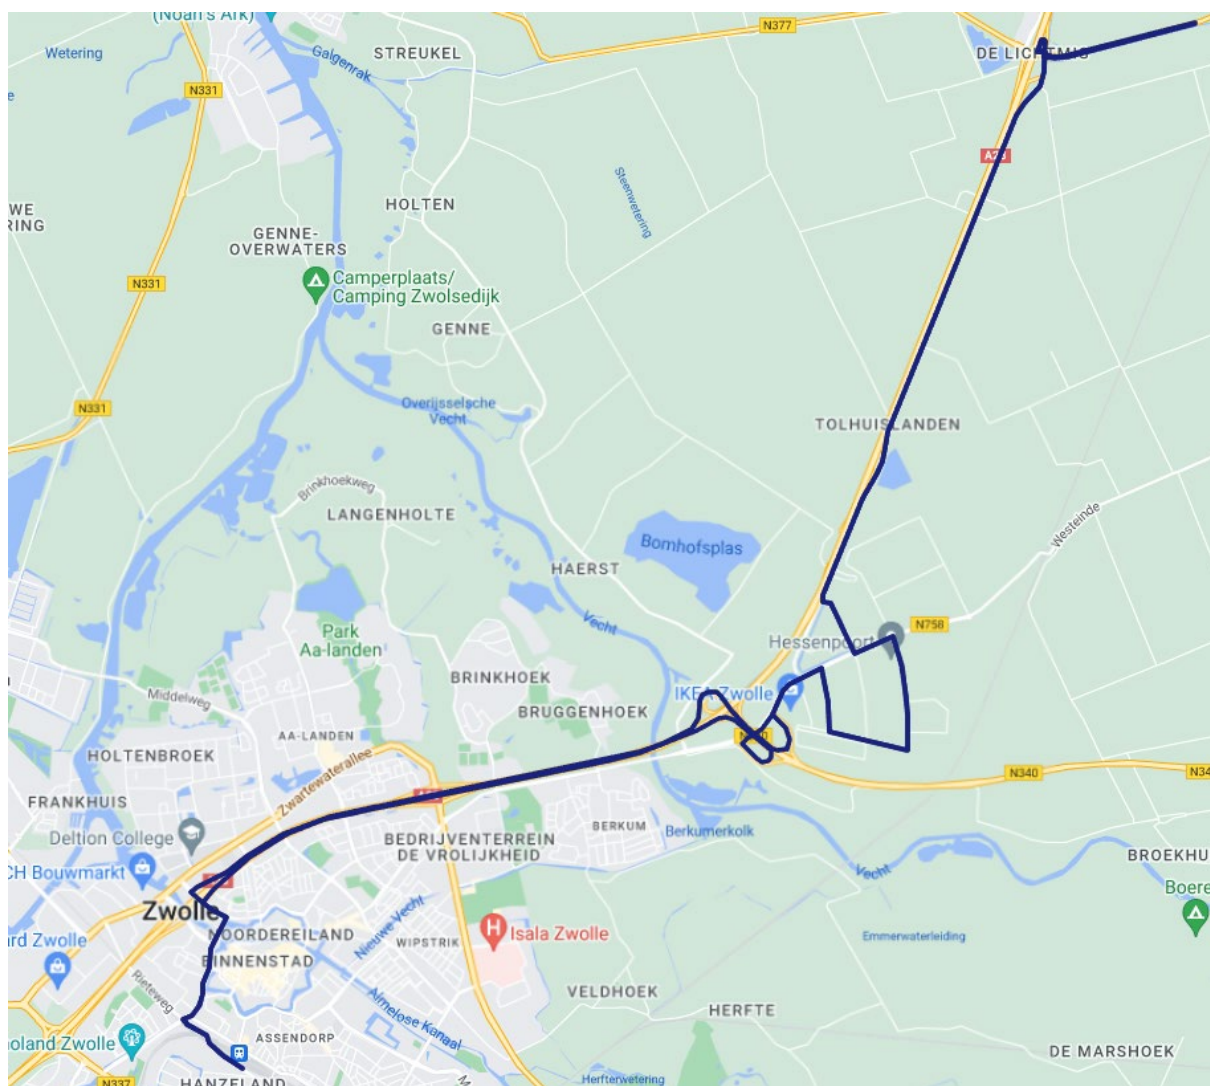 (Noah's Ark)
Wetering
Galgenrak
STREUKEL
N377
DE LICHTMIS
N331
A28
Steenwetering
HOLTEN
WE
RING
GENNE-
OVERWATERS
N331
Camperplaats/
Camping Zwolsedijk
GENNE
N331
Overijsselsche
Vecht
TOLHUISLANDEN
Brinkhoekweg
LANGENHOLTE
Westeinde
Bomhofsplas
HAERST
Vecht
N758
Hessenpoort
Park
Aa-landen
BRINKHOEK
IKEA Zwolle
Middelweg
BRUGGENHOEK
AA-LANDEN
N340
HOLTENBROEK
N340
N34
Zwartewaterallee
FRANKHUIS
Deltion College
BEDRIJVENTERREIN
DE VROLIJKHEID
BERKUM
Berkumerkolk
BROEKHU
CH Bouwmarkt
Vecht
Boere
Zwolle
NOORDEREILAND
BINNENSTAD
Nieuwe Vecht
WIPSTRIK
Isala Zwolle
Emmerwaterleiding
ard Zwolle
Rieteweg
VELDHOEK
HERFTE
Almelose Kanaal
ASSENDORP
noland Zwolle
DE MARSHOEK
N337
HANZELAND
Herfterwetering